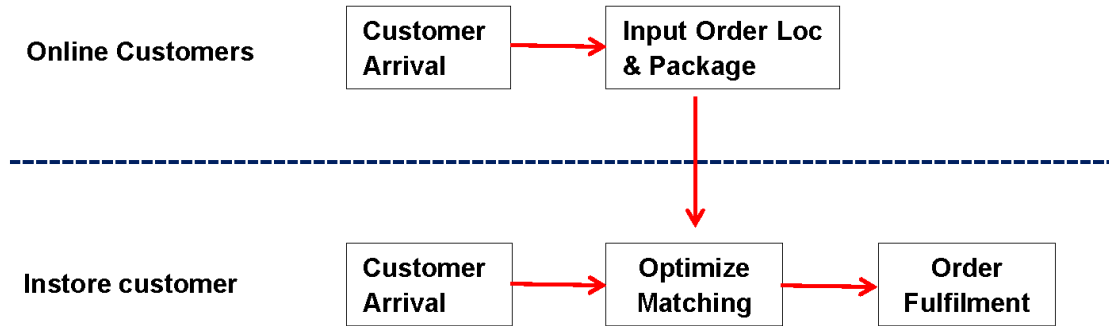 Online Customers
Customer
Arrival
Input Order Loc
& Package
Instore customer
Customer
Arrival
Optimize
Matching
Order
Fulfilment